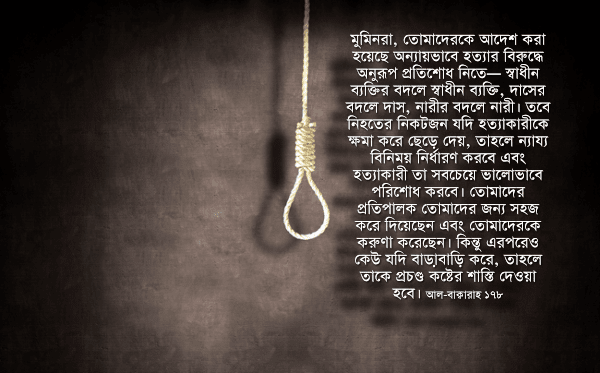 মুমিনরা, তোমাদেরকে আদেশ করা
হয়েছে অন্যায়ভাবে হত্যার বিরুদ্ধে
অনুরূপ প্রতিশোধ নিতে— স্বাধীন
ব্যক্তির বদলে স্বাধীন ব্যক্তি, দাসের
বদলে দাস, নারীর বদলে নারী। তবে
নিহতের নিকটজন যদি হত্যাকারীকে
ক্ষমা করে ছেড়ে দেয়, তাহলে ন্যায্য
বিনিময় নির্ধারণ করবে এবং
হত্যাকারী তা সবচেয়ে ভালোভাবে
পরিশোধ করবে। তোমাদের
প্রতিপালক তোমাদের জন্য সহজ
করে দিয়েছেন এবং তোমাদেরকে
করুণা করেছেন। কিন্তু এরপরেও
কেউ যদি বাড়াবাড়ি করে, তাহলে
তাকে প্রচণ্ড কষ্টের শাস্তি দেওয়া
হবে। আল-বাক্বারাহ ১৭৮